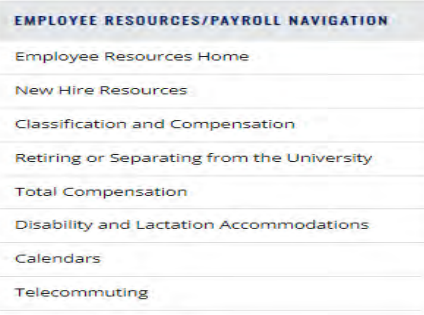 EMPLOYEE RESOURCES/PAYROLL NAVIGATION
Employee Resources Home
New Hire Resources
Classification and Compensation
Retiring or Separating from the University
Total Compensation
Disability and Lactation Accommodations
Calendars
Telecommuting